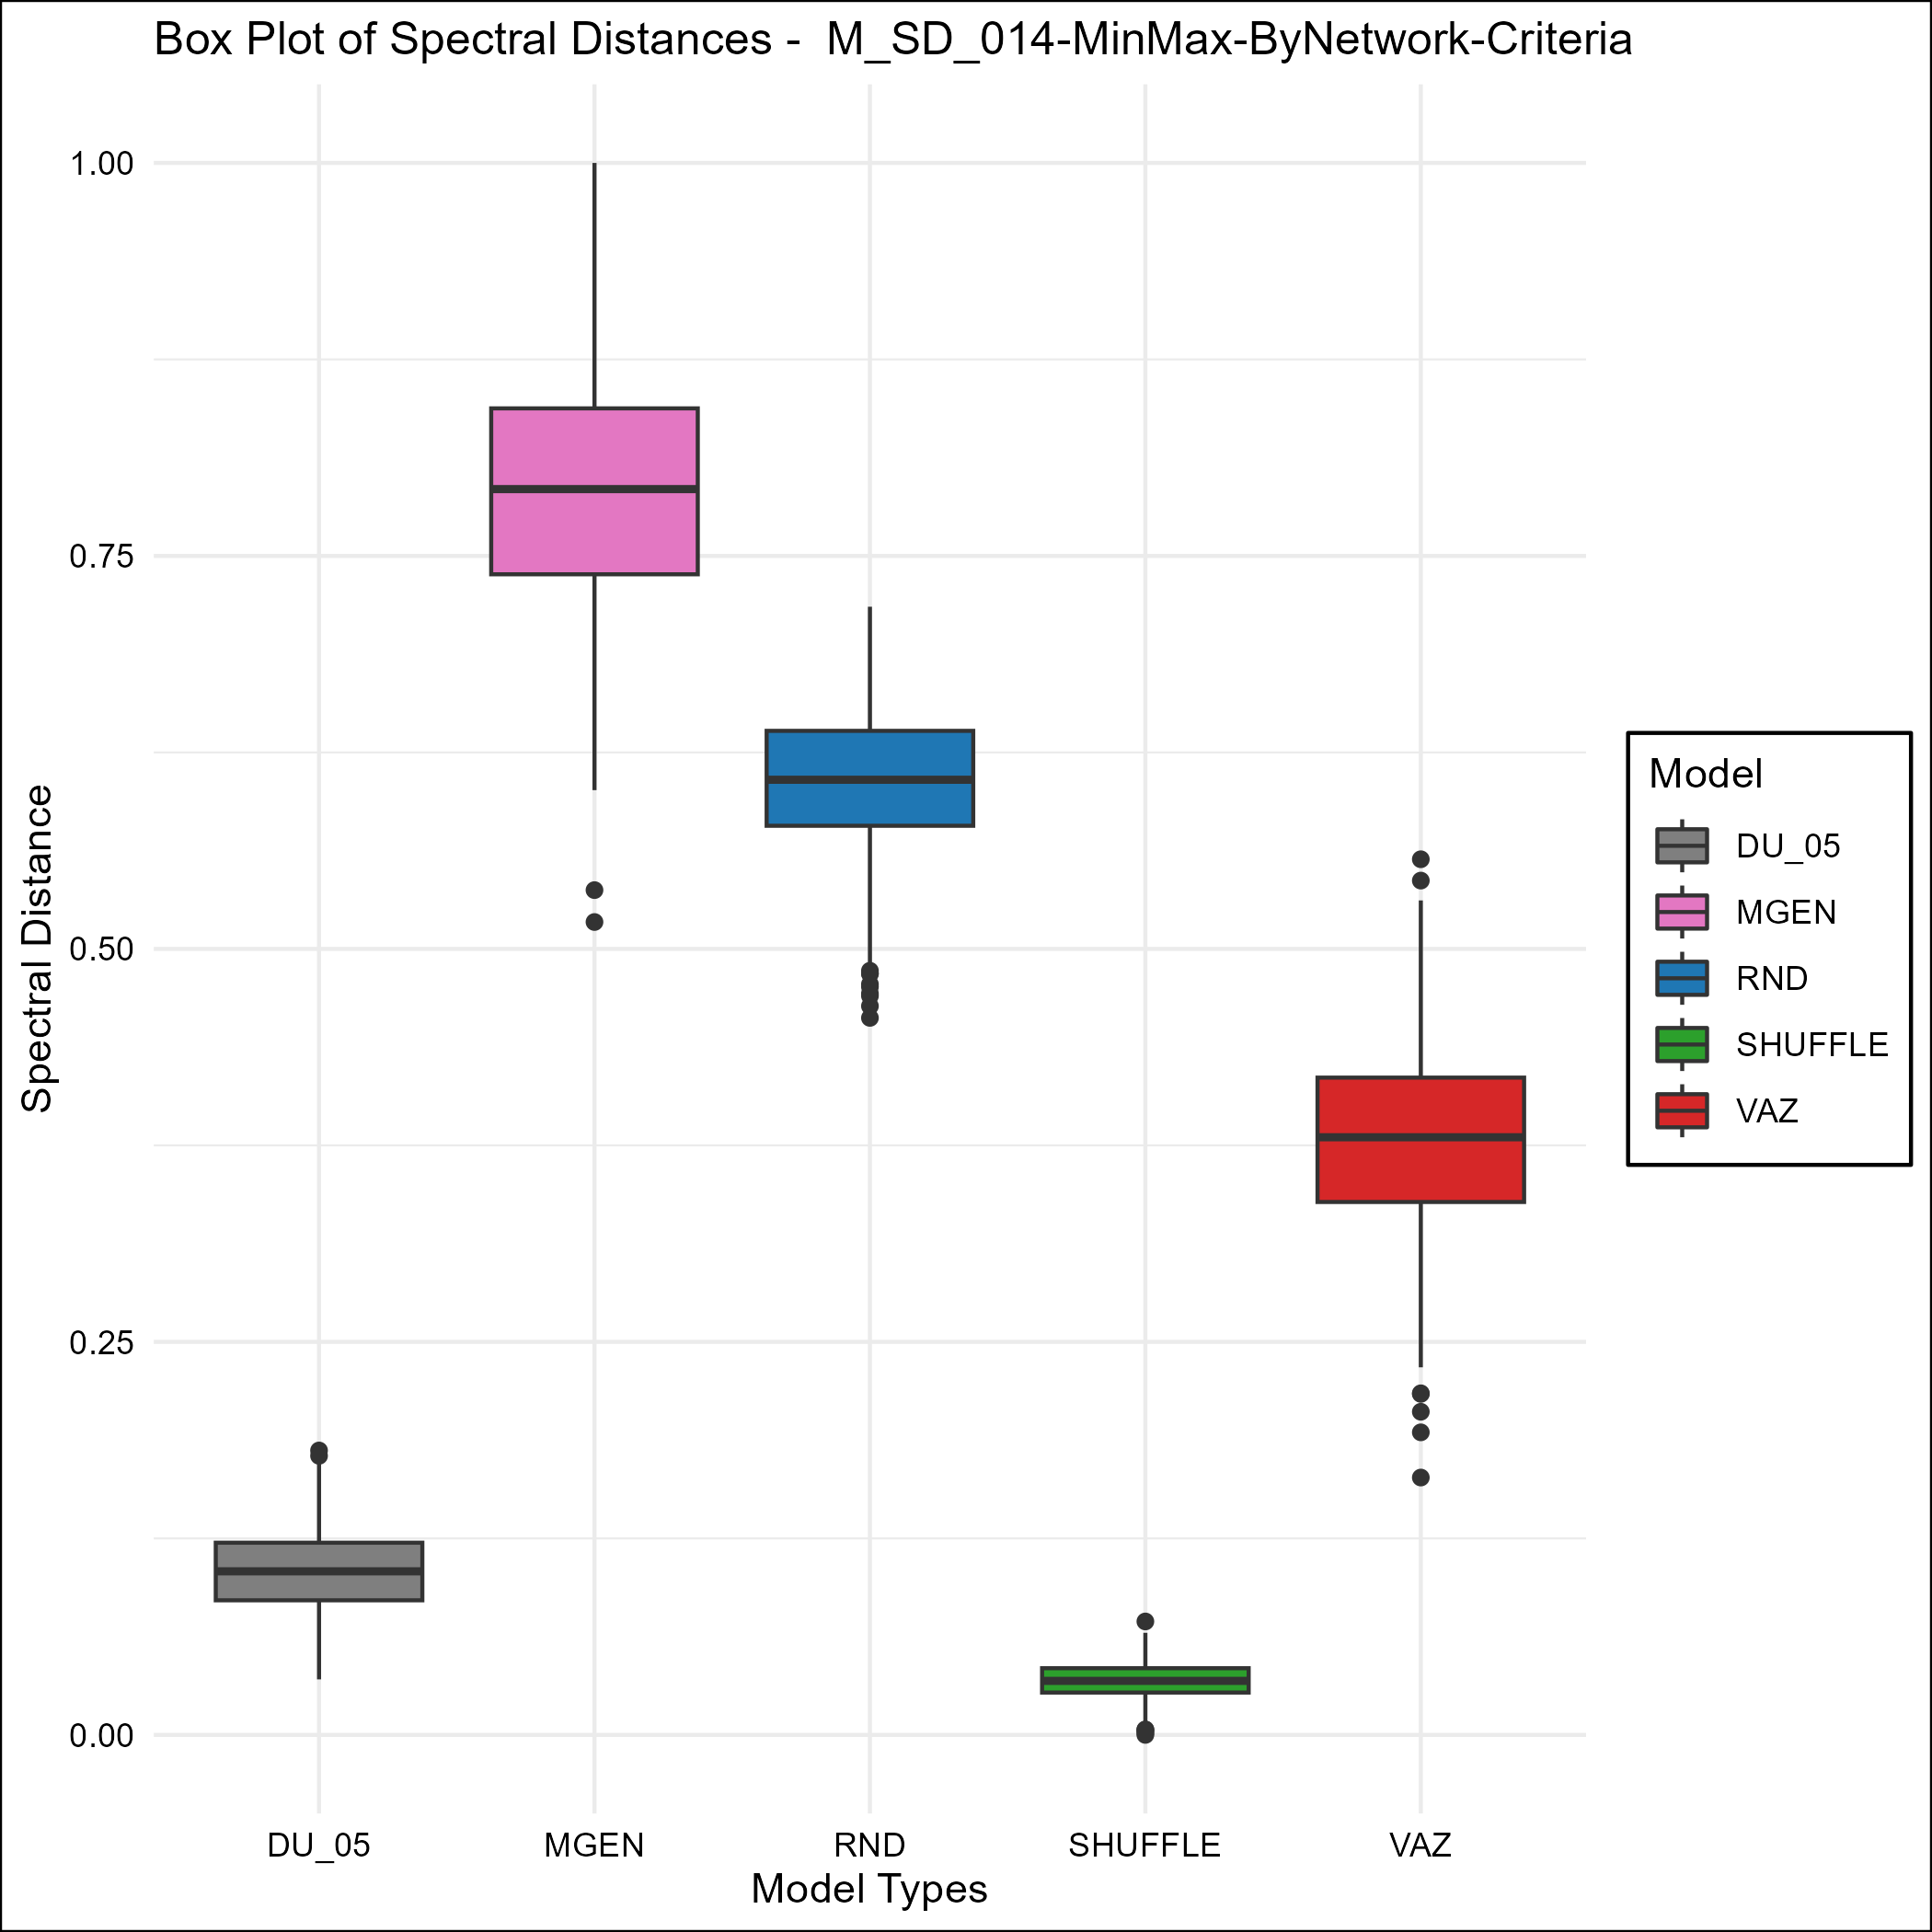 Box Plot of Spectral Distances -  M_SD_014-MinMax-ByNetwork-Criteria
Spectral Distance
1.00
0.75
0.50
0.25
0.00
DU_05
MGEN
RND
SHUFFLE
VAZ
Model Types
Model
DU_05
MGEN
RND
SHUFFLE
VAZ